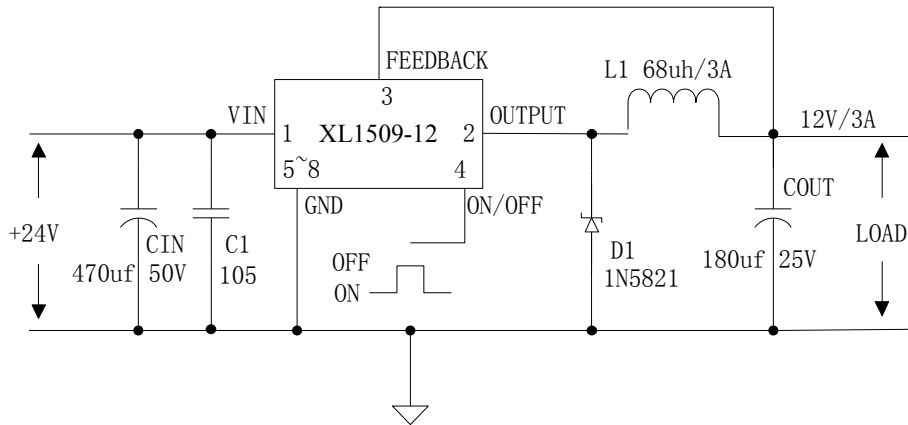 FEEDBACK
L1 68uh/3A
3
VIN
OUTPUT
12V/3A
1
XL1509-12
2
5~8
4
GND
ON/OFF
COUT
+24V
CIN
C1
OFF
D1
LOAD
470uf 50V
105
1N5821
180uf 25V
ON